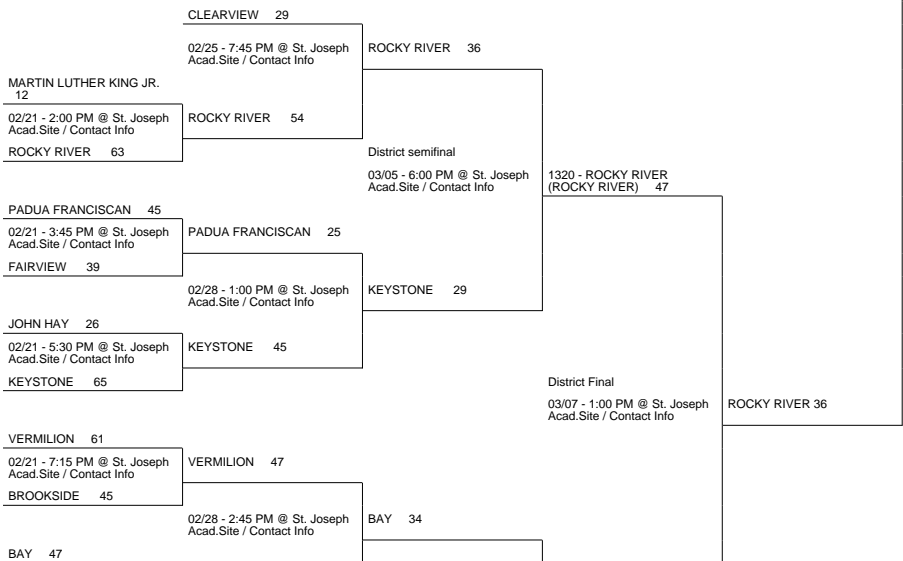 CLEARVIEW 29
02/25 - 7:45 PM @ St. Joseph
Acad.Site / Contact Info
ROCKY RIVER 36
MARTIN LUTHER KING JR.
12
02/21 - 2:00 PM @ St. Joseph
Acad.Site / Contact Info
ROCKY RIVER 54
ROCKY RIVER 63
District semifinal
03/05 - 6:00 PM @ St. Joseph
Acad.Site / Contact Info
1320 - ROCKY RIVER
(ROCKY RIVER) 47
PADUA FRANCISCAN 45
02/21 - 3:45 PM @ St. Joseph
Acad.Site / Contact Info
PADUA FRANCISCAN 25
FAIRVIEW 39
02/28 - 1:00 PM @ St. Joseph
Acad.Site / Contact Info
KEYSTONE 29
JOHN HAY 26
02/21 - 5:30 PM @ St. Joseph
Acad.Site / Contact Info
KEYSTONE 45
KEYSTONE 65
District Final
03/07 - 1:00 PM @ St. Joseph
Acad.Site / Contact Info
ROCKY RIVER 36
VERMILION 61
02/21 - 7:15 PM @ St. Joseph
Acad.Site / Contact Info
VERMILION 47
BROOKSIDE 45
02/28 - 2:45 PM @ St. Joseph
Acad.Site / Contact Info
BAY 34
BAY 47